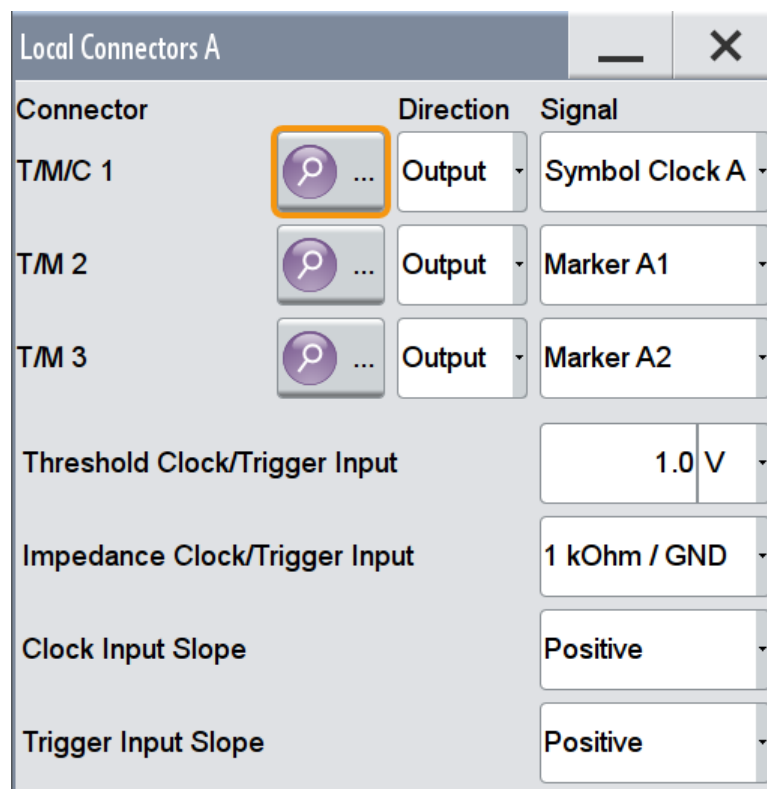 Local Connectors A
Connector Direction Signal
T/M/C 1 ... Output Symbol Clock A
T/M 2 ... Output Marker A1
T/M 3 ... Output Marker A2
Threshold Clock/Trigger Input 1.0 V
Impedance Clock/Trigger Input 1 kOhm / GND
Clock Input Slope Positive
Trigger Input Slope Positive